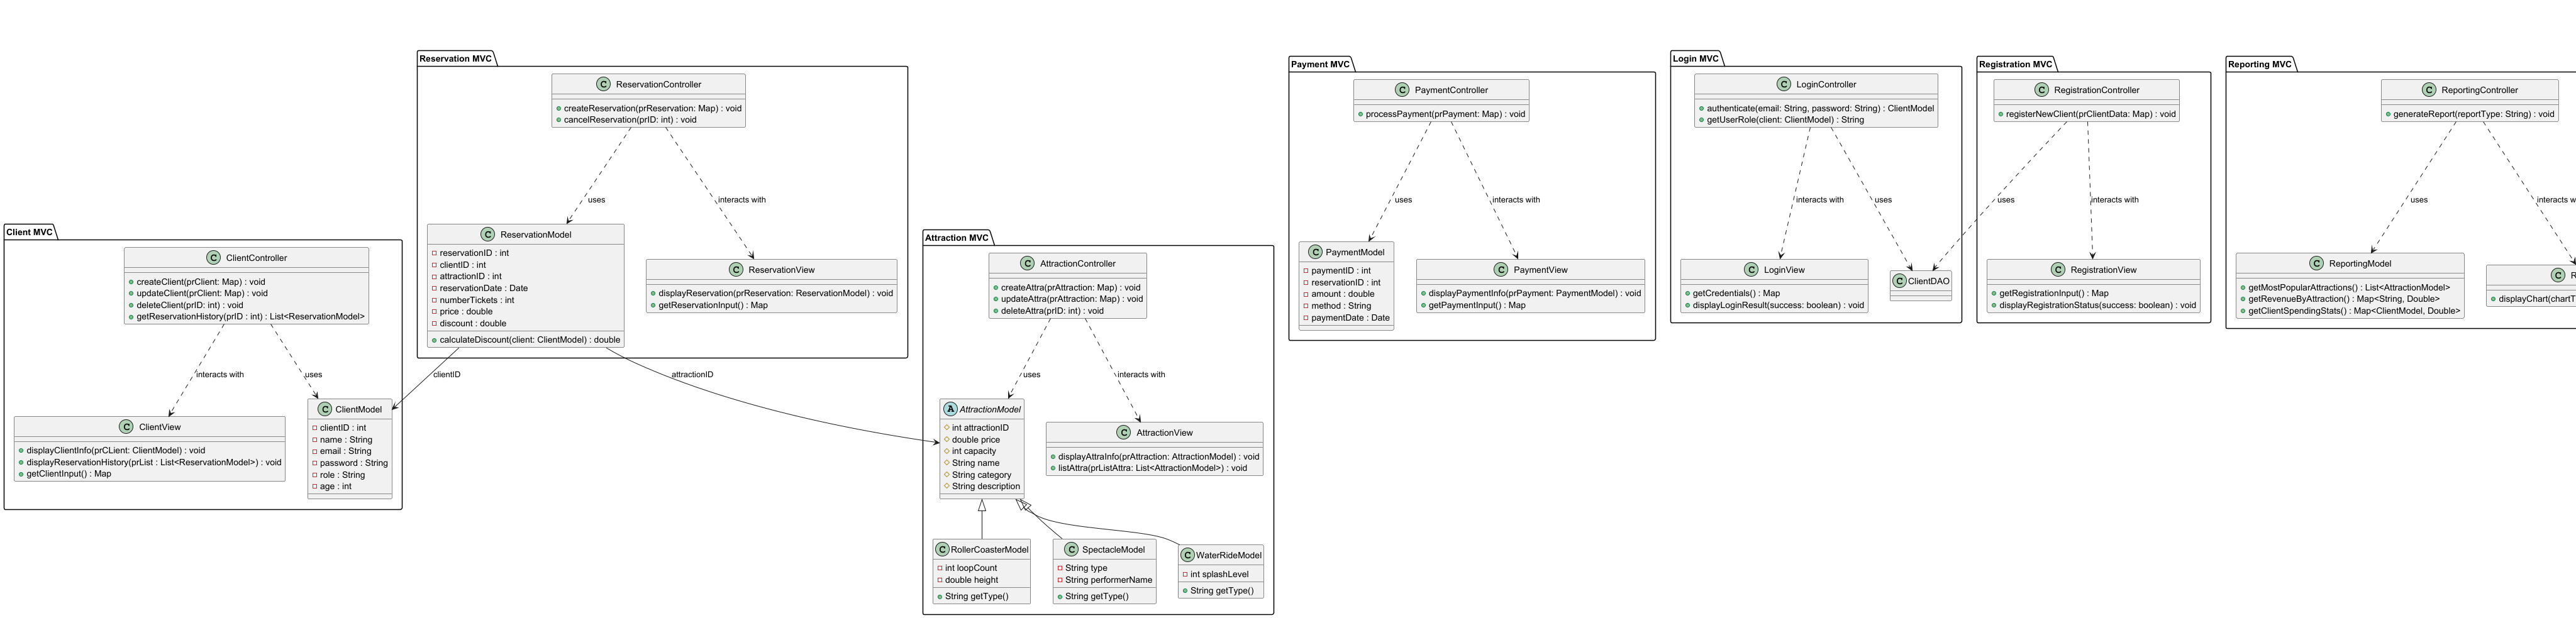 Reservation MVC
C ReservationController
createReservation(prReservation: Map) : void
cancelReservation(prID: int) : void
uses
interacts with
C ReservationModel
reservationID : int
clientID : int
attractionID : int
reservationDate : Date
numberTickets : int
price : double
discount : double
calculateDiscount(client: ClientModel) : double
C ReservationView
displayReservation(prReservation: ReservationModel) : void
getReservationInput() : Map
clientID
attractionID
Client MVC
C ClientController
createClient(prClient: Map) : void
updateClient(prClient: Map) : void
deleteClient(prID: int) : void
getReservationHistory(prID : int) : List<ReservationModel>
interacts with
uses
C ClientView
displayClientInfo(prCLient: ClientModel) : void
displayReservationHistory(prList : List<ReservationModel>) : void
getClientInput() : Map
C ClientModel
clientID : int
name : String
email : String
password : String
role : String
age : int
Attraction MVC
C AttractionController
createAttra(prAttraction: Map) : void
updateAttra(prAttraction: Map) : void
deleteAttra(prID: int) : void
uses
interacts with
A AttractionModel
int attractionID
double price
int capacity
String name
String category
String description
C AttractionView
displayAttraInfo(prAttraction: AttractionModel) : void
listAttra(prListAttra: List<AttractionModel>) : void
C RollerCoasterModel
int loopCount
double height
String getType()
C SpectacleModel
String type
String performerName
String getType()
C WaterRideModel
int splashLevel
String getType()
Payment MVC
C PaymentController
processPayment(prPayment: Map) : void
uses
interacts with
C PaymentModel
paymentID : int
reservationID : int
amount : double
method : String
paymentDate : Date
C PaymentView
displayPaymentInfo(prPayment: PaymentModel) : void
getPaymentInput() : Map
Login MVC
C LoginController
authenticate(email: String, password: String) : ClientModel
getUserRole(client: ClientModel) : String
interacts with
uses
C LoginView
getCredentials() : Map
displayLoginResult(success: boolean) : void
C ClientDAO
Registration MVC
C RegistrationController
registerNewClient(prClientData: Map) : void
uses
interacts with
C RegistrationView
getRegistrationInput() : Map
displayRegistrationStatus(success: boolean) : void
Reporting MVC
C ReportingController
generateReport(reportType: String) : void
uses
interacts w
C ReportingModel
getMostPopularAttractions() : List<AttractionModel>
getRevenueByAttraction() : Map<String, Double>
getClientSpendingStats() : Map<ClientModel, Double>
C R
displayChart(chartT